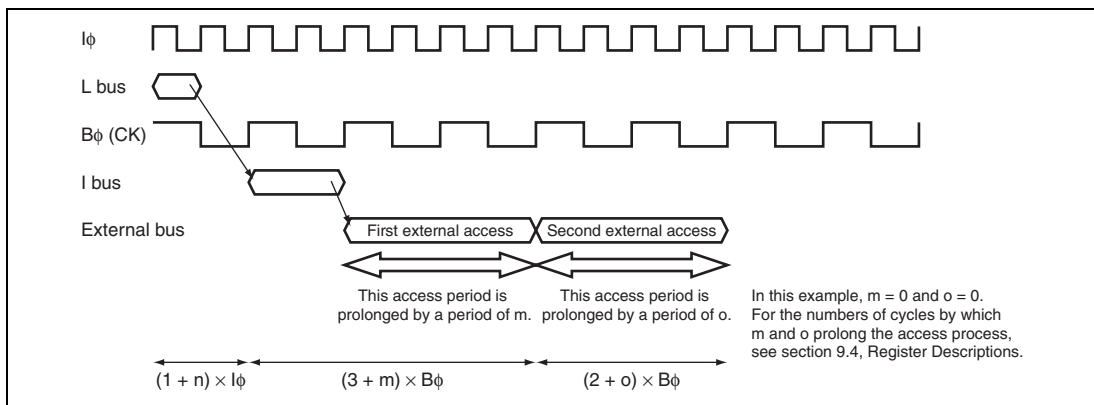 Iϕ
L bus
Bϕ (CK)
I bus
External bus
First external access
Second external access
This access period is
prolonged by a period of m.
This access period is
prolonged by a period of o.
In this example, m = 0 and o = 0.
For the numbers of cycles by which
m and o prolong the access process,
see section 9.4, Register Descriptions.
(1 + n) × Iϕ
(3 + m) × Bϕ
(2 + o) × Bϕ